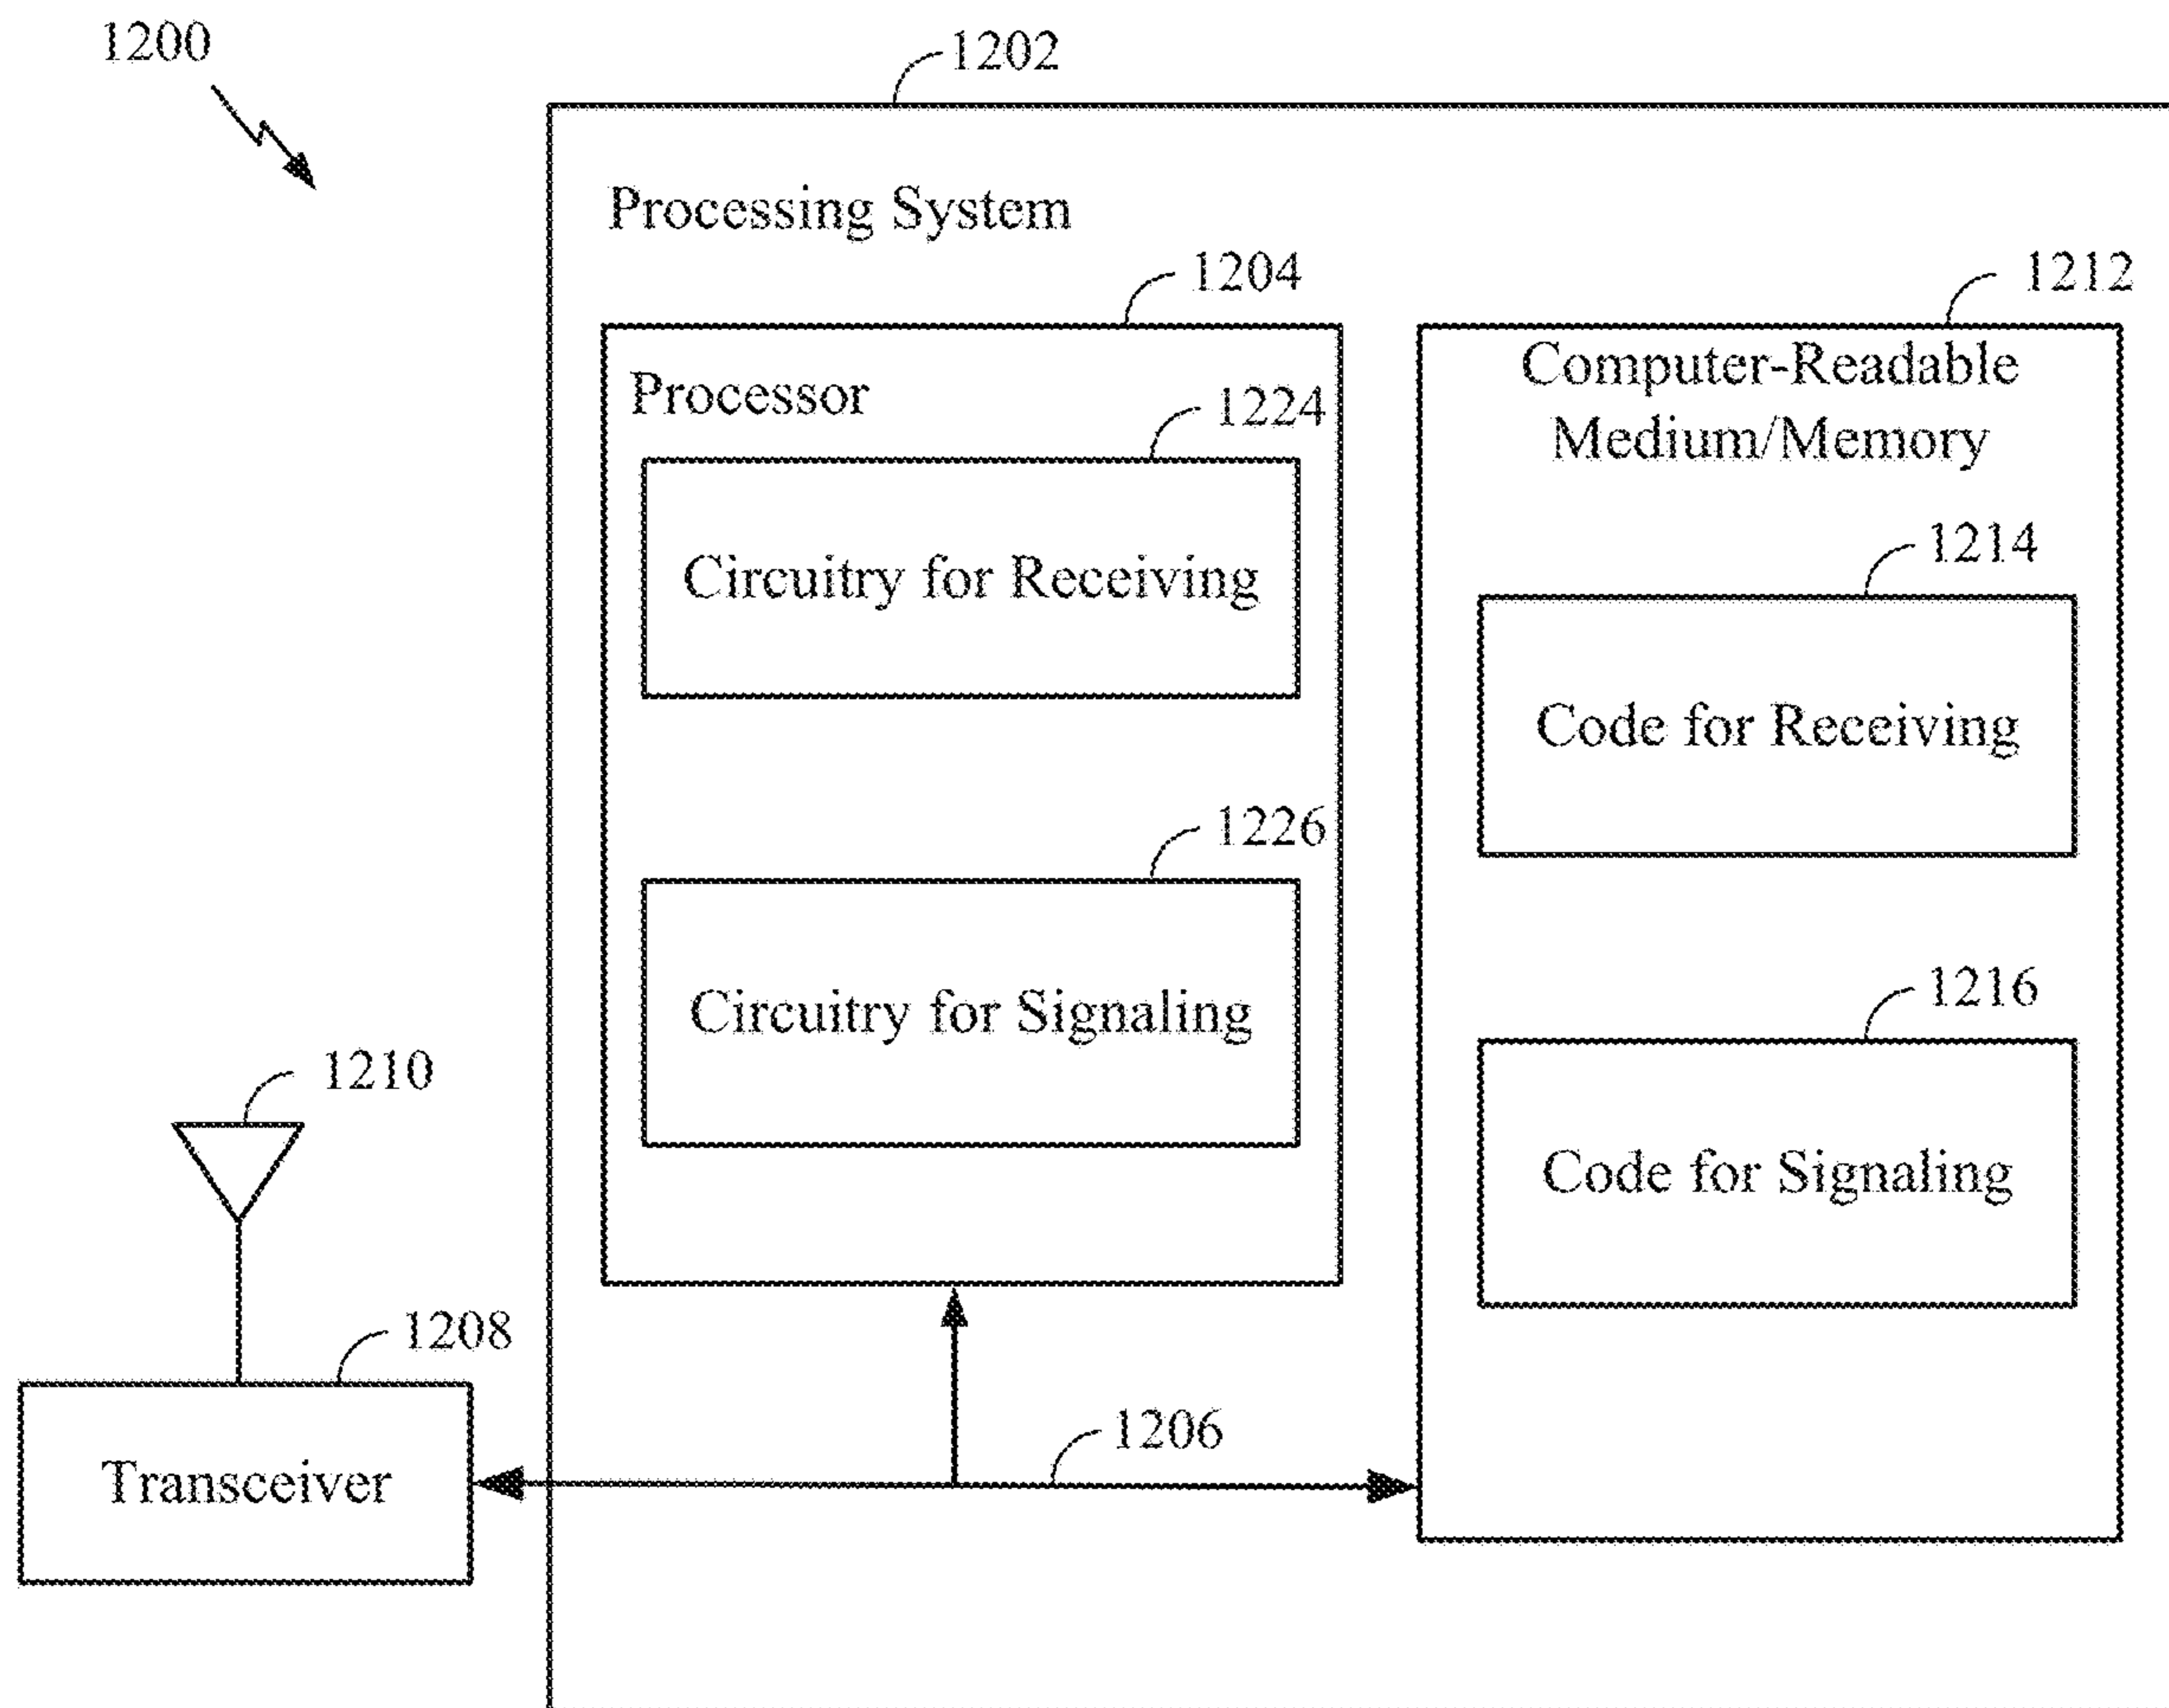 1200
1202
Processing System
1204
1212
Processor
Computer-Readable
Medium/Memory
1224
Circuitry for Receiving
1214
Code for Receiving
1226
Circuitry for Signaling
1216
Code for Signaling
1210
1208
Transceiver
1206